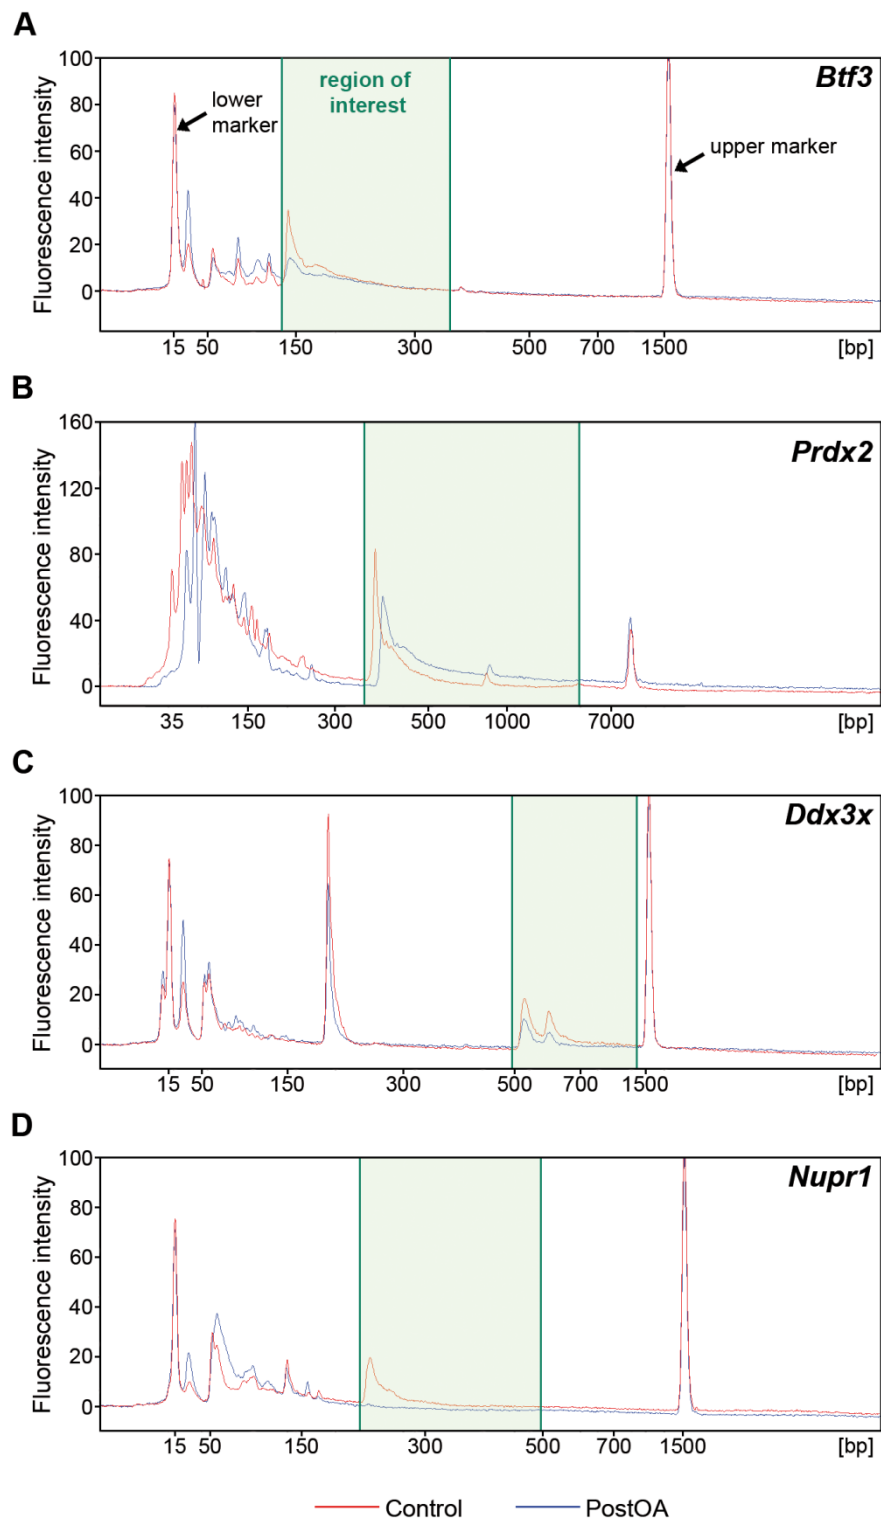 A
Btf3
region of
interest
lower
marker
upper marker
Fluorescence intensity
100
80
60
40
20
0
15 50 150 300 500 700 1500 [bp]
B
Prdx2
Fluorescence intensity
160
120
80
40
0
35 150 300 500 1000 7000 [bp]
C
Ddx3x
Fluorescence intensity
100
80
60
40
20
0
15 50 150 300 500 700 1500 [bp]
D
Nupr1
Fluorescence intensity
100
80
60
40
20
0
15 50 150 300 500 700 1500 [bp]
Control PostOA